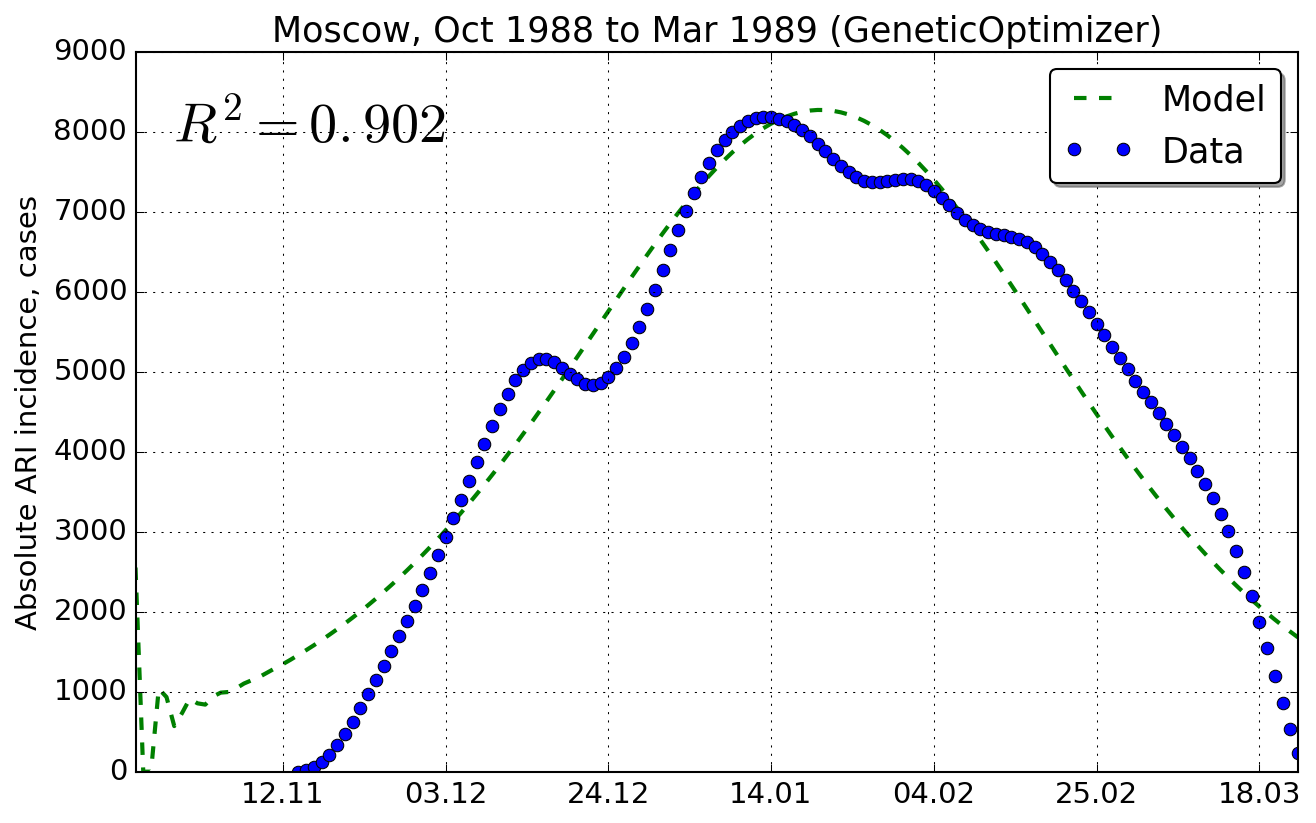 Moscow, Oct 1988 to Mar 1989 (GeneticOptimizer)
R² = 0.902
Model
Data
Absolute ARI incidence, cases
9000
8000
7000
6000
5000
4000
3000
2000
1000
0
12.11 03.12 24.12 14.01 04.02 25.02 18.03